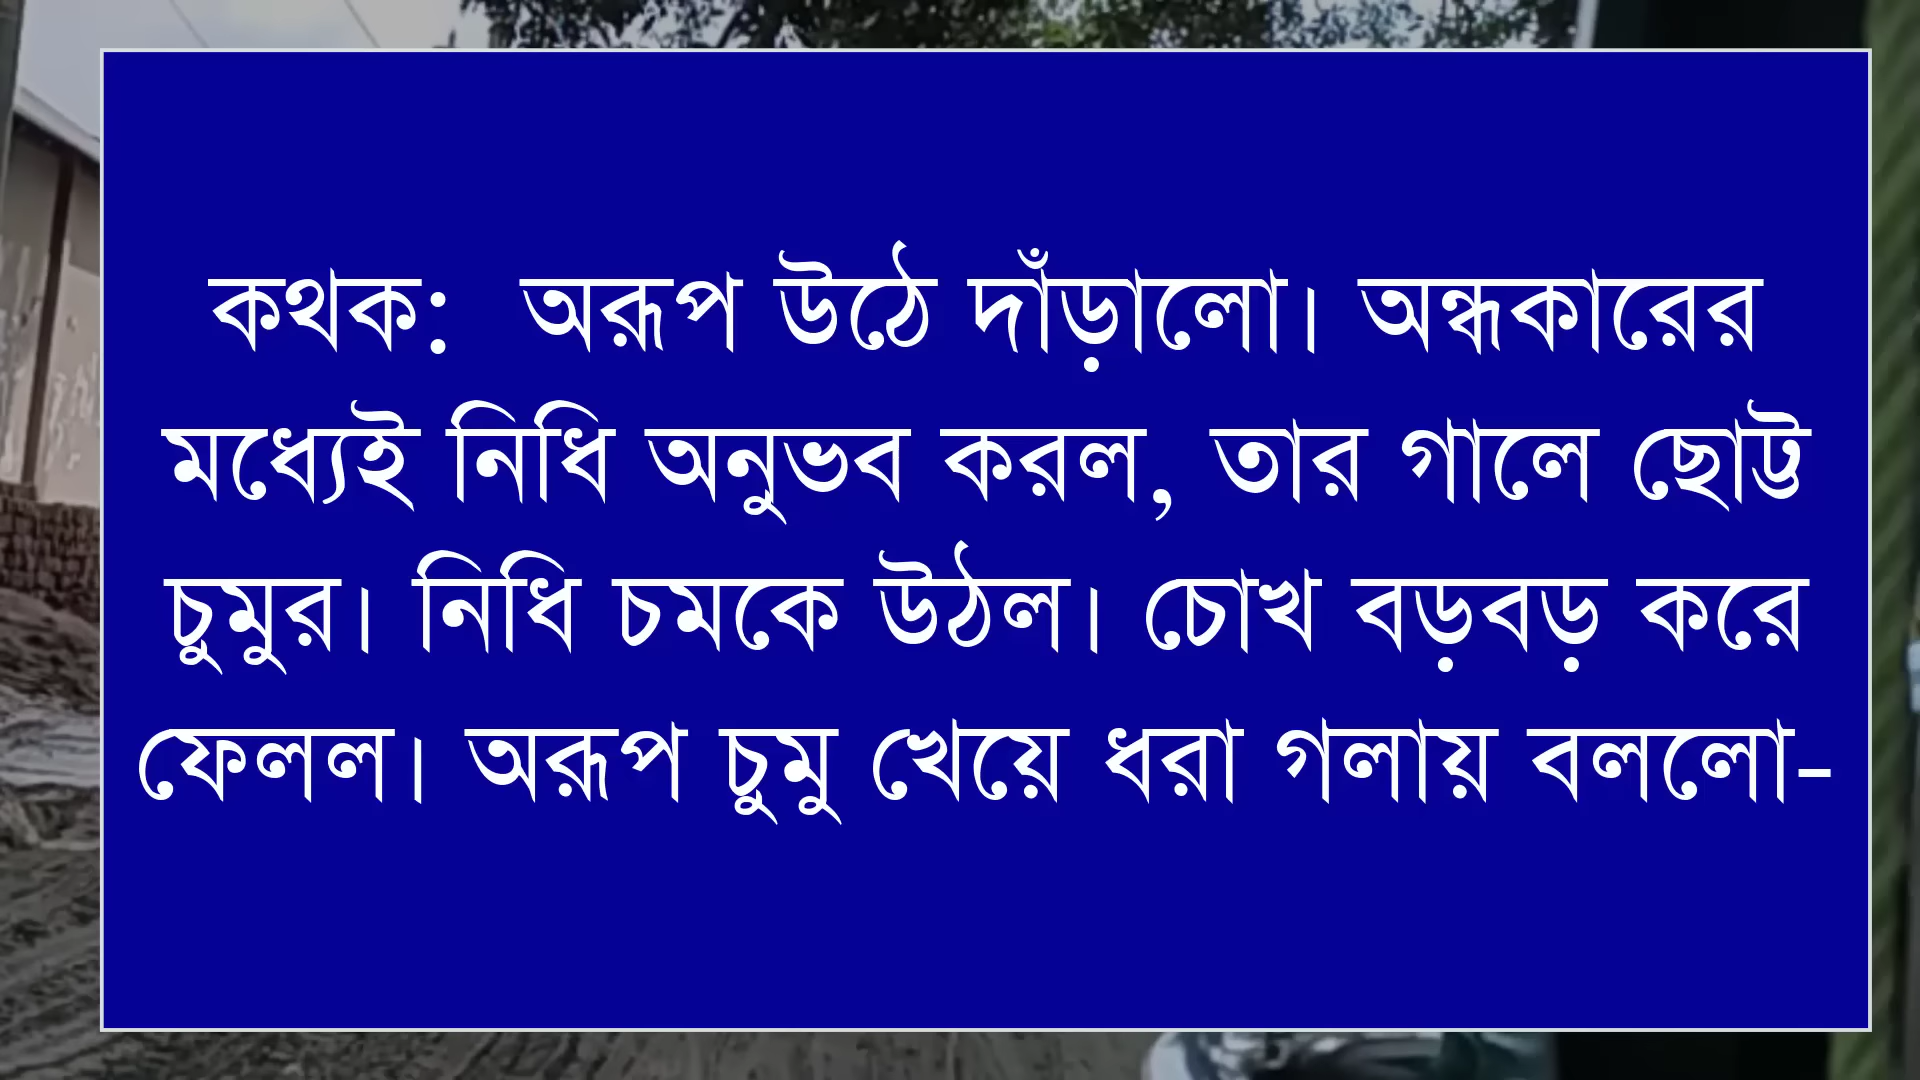 কথক:  অরূপ উঠে দাঁড়ালো। অন্ধকারের
মধ্যেই নিধি অনুভব করল, তার গালে ছোট্ট
চুমুর। নিধি চমকে উঠল। চোখ বড়বড় করে
ফেলল। অরূপ চুমু খেয়ে ধরা গলায় বললো-